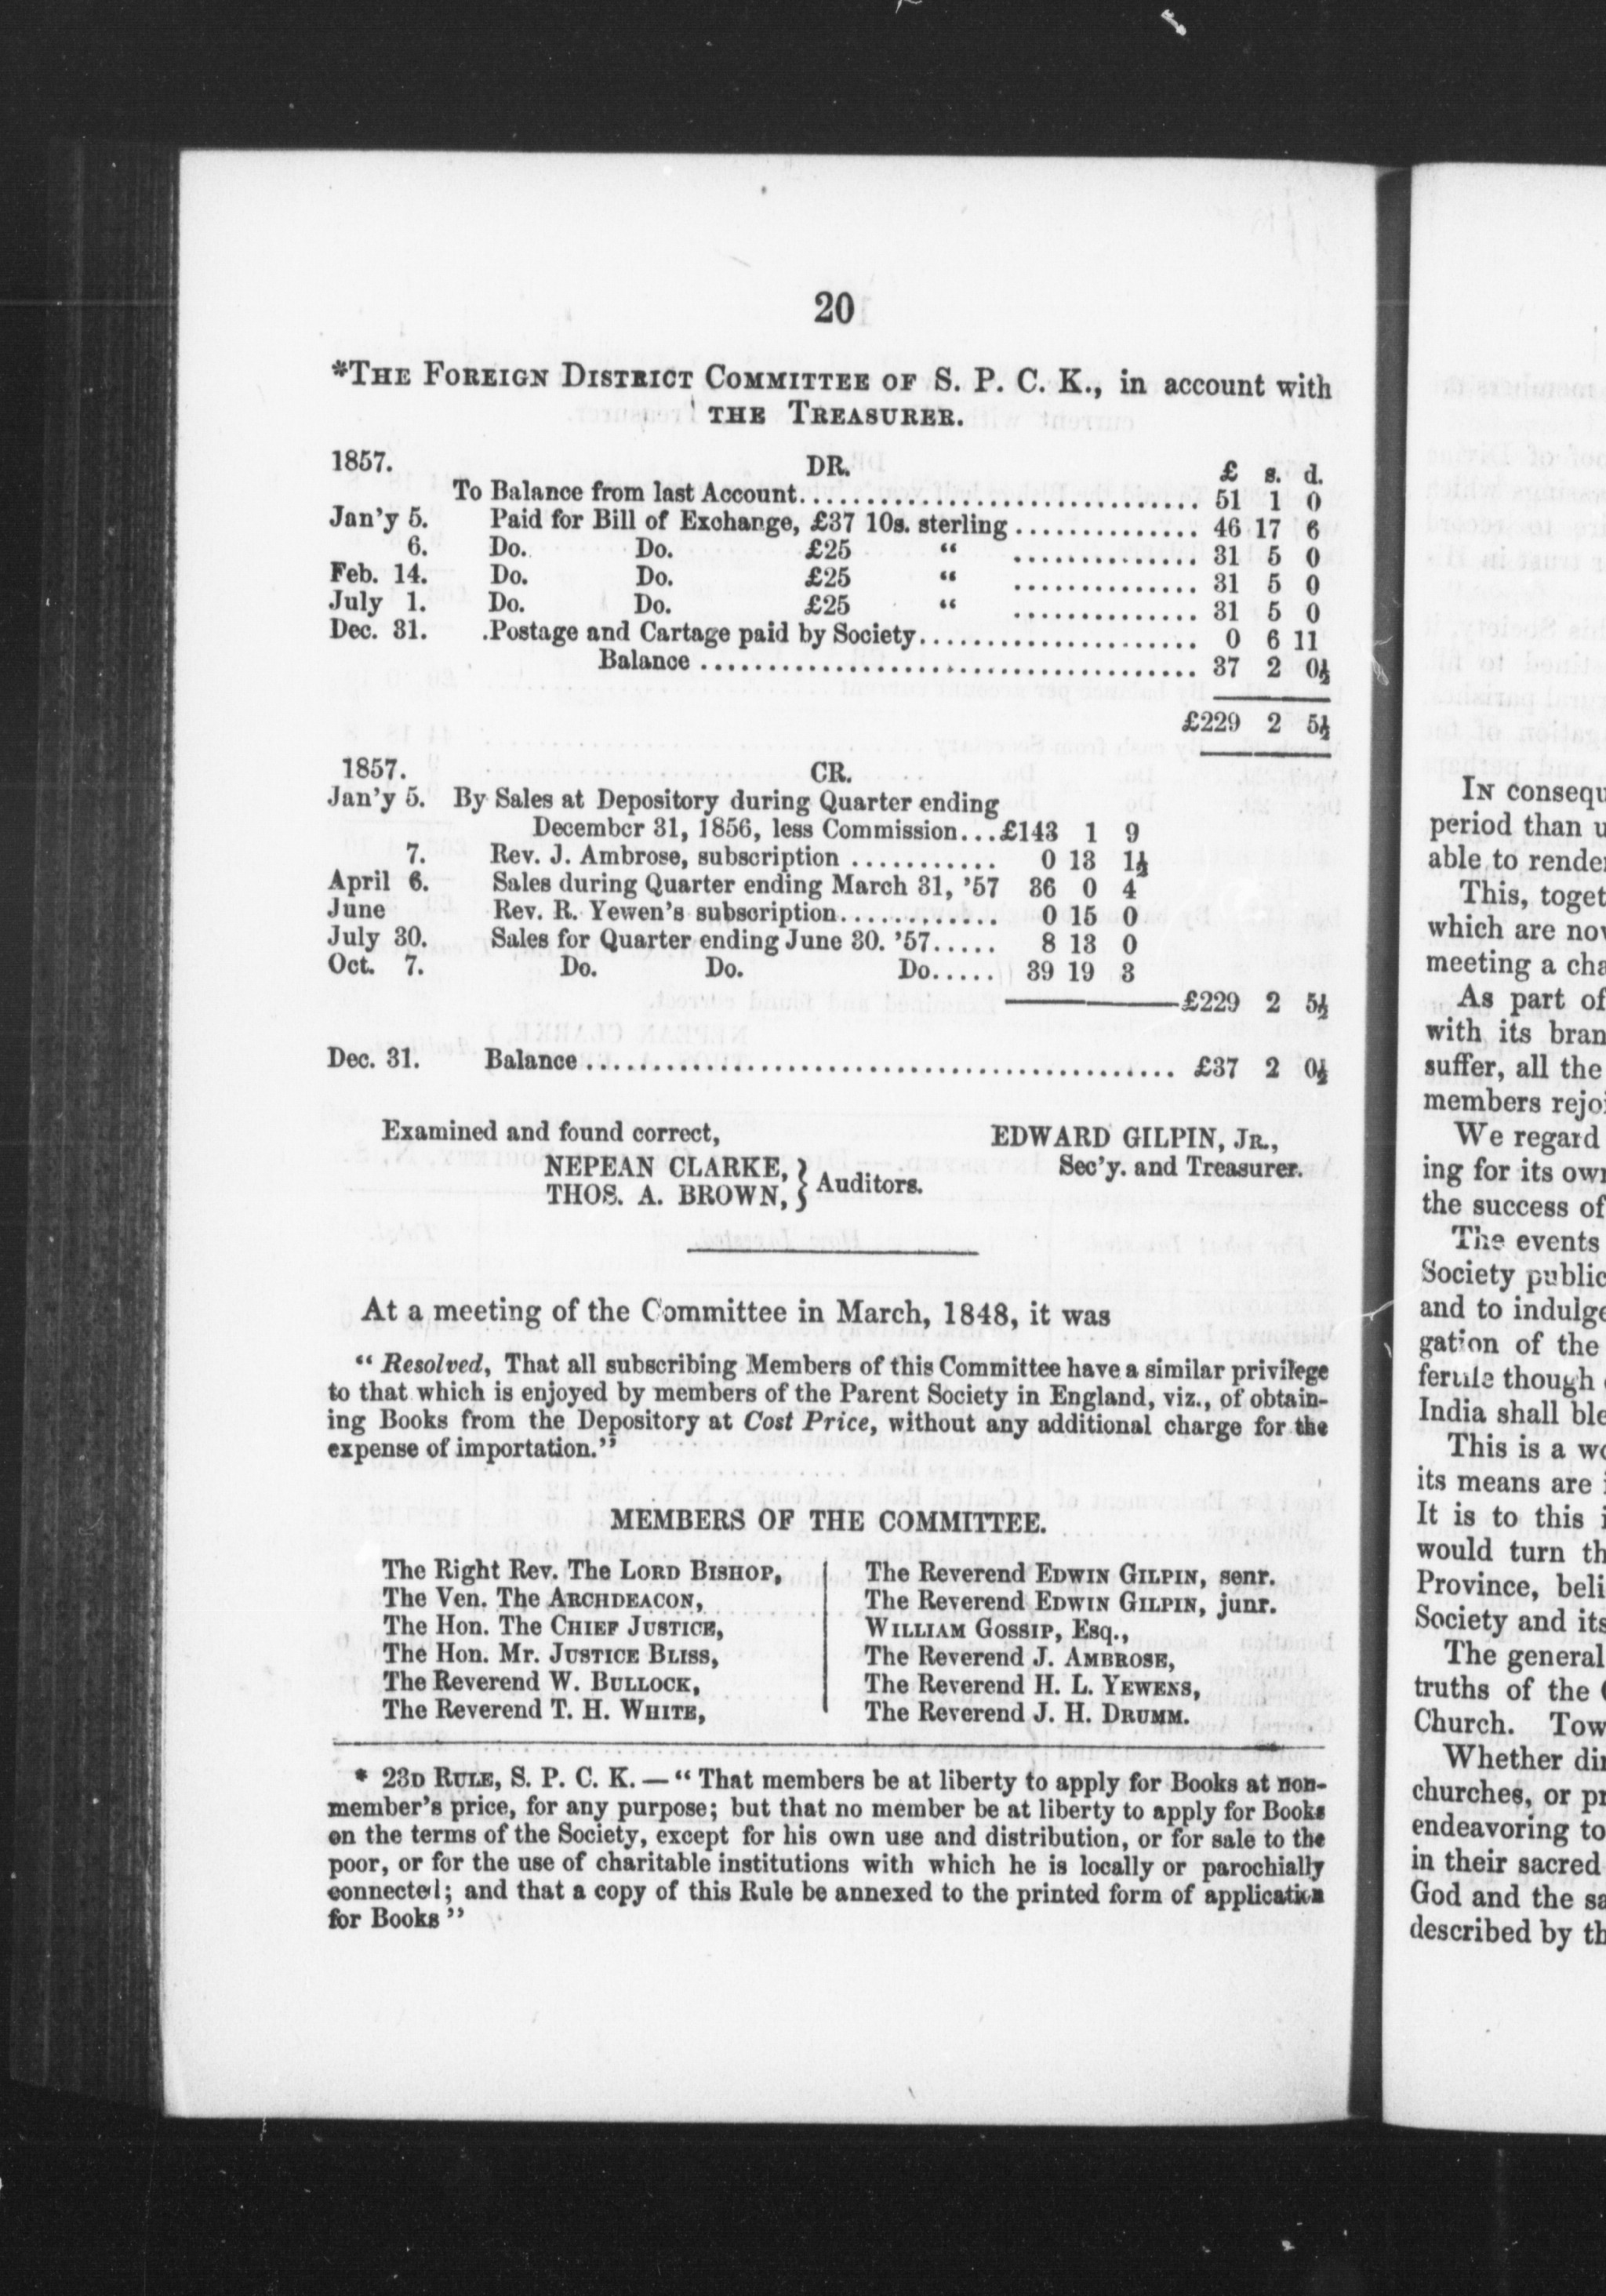 20
*THE FOREIGN DISTRICT COMMITTEE OF S. P. C. K., in account with
THE TREASURER.
1857. DR. £ s. d.
To Balance from last Account................................. 51 1 0
Jan'y 5. Paid for Bill of Exchange, £37 10s. sterling .............. 46 17 6
6. Do. Do. £25 " .............. 31 5 0
Feb. 14. Do. Do. £25 " .............. 31 5 0
July 1. Do. Do. £25 " .............. 31 5 0
Dec. 31. .Postage and Cartage paid by Society..................... 0 6 11
Balance ..................................... 37 2 0½
£229 2 5½
1857. CR.
Jan'y 5. By Sales at Depository during Quarter ending
December 31, 1856, less Commission...£143 1 9
7. Rev. J. Ambrose, subscription ........... 0 13 1½
April 6. Sales during Quarter ending March 31, '57 36 0 4
June Rev. R. Yewen's subscription............ 0 15 0
July 30. Sales for Quarter ending June 30. '57..... 8 13 0
Oct. 7. Do. Do. Do..... 39 19 3
£229 2 5½
Dec. 31. Balance ............................................ £37 2 0½
Examined and found correct, EDWARD GILPIN, JR.,
NEPEAN CLARKE, } Auditors. Sec'y. and Treasurer.
THOS. A. BROWN, }
At a meeting of the Committee in March, 1848, it was
"Resolved, That all subscribing Members of this Committee have a similar privilege
to that which is enjoyed by members of the Parent Society in England, viz., of obtain-
ing Books from the Depository at Cost Price, without any additional charge for the
expense of importation."
MEMBERS OF THE COMMITTEE.
The Right Rev. The LORD BISHOP,
The Ven. The ARCHDEACON,
The Hon. The CHIEF JUSTICE,
The Hon. Mr. JUSTICE BLISS,
The Reverend W. BULLOCK,
The Reverend T. H. WHITE,
The Reverend EDWIN GILPIN, senr.
The Reverend EDWIN GILPIN, junr.
WILLIAM GOSSIP, Esq.,
The Reverend J. AMBROSE,
The Reverend H. L. YEWENS,
The Reverend J. H. DRUMM.
* 23D RULE, S. P. C. K. — "That members be at liberty to apply for Books at non-
member's price, for any purpose; but that no member be at liberty to apply for Books
on the terms of the Society, except for his own use and distribution, or for sale to the
poor, or for the use of charitable institutions with which he is locally or parochially
connected; and that a copy of this Rule be annexed to the printed form of application
for Books"
IN consequ
period than u
able to render
This, toget
which are nov
meeting a cha
As part of
with its bran
suffer, all the
members rejoi
We regard
ing for its own
the success of
The events
Society public
and to indulge
gation of the
ferule though
India shall ble
This is a wo
its means are i
It is to this i
would turn th
Province, beli
Society and its
The general
truths of the
Church. Tow
Whether din
churches, or pr
endeavoring to
in their sacred
God and the sa
described by th